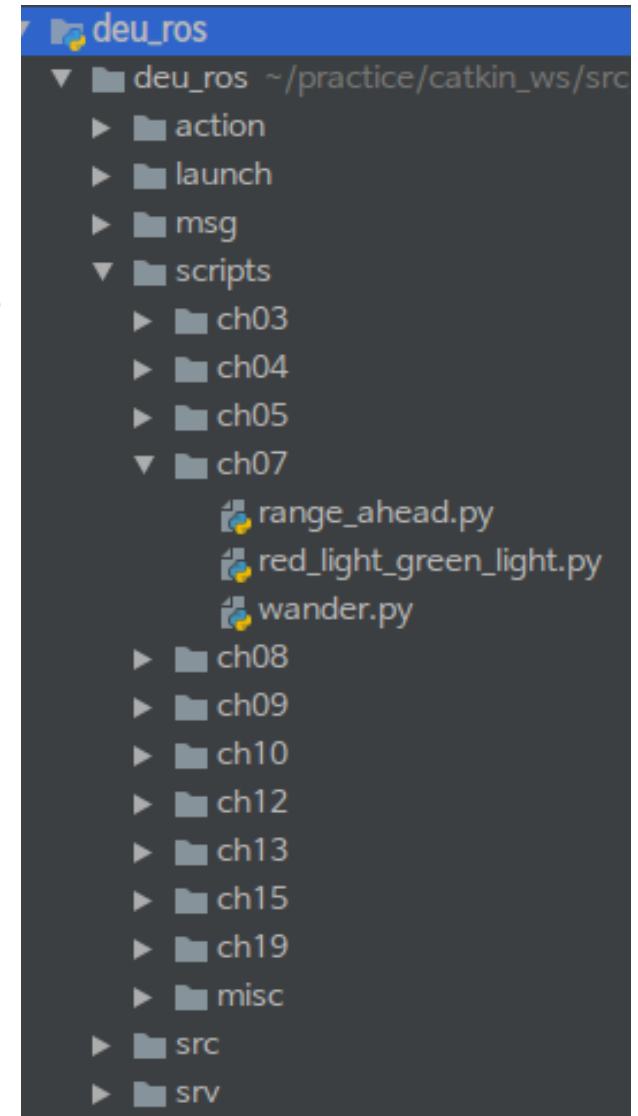 deu_ros
deu_ros ~/practice/catkin_ws/src
action
launch
msg
scripts
ch03
ch04
ch05
ch07
range_ahead.py
red_light_green_light.py
wander.py
ch08
ch09
ch10
ch12
ch13
ch15
ch19
misc
src
srv